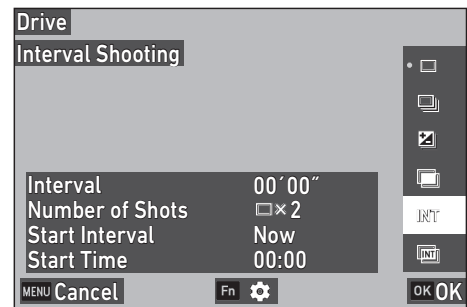 Drive
Interval Shooting
Interval 00´00˝
Number of Shots ×2
Start Interval Now
Start Time 00:00
INT
INT
MENU Cancel Fn OK OK